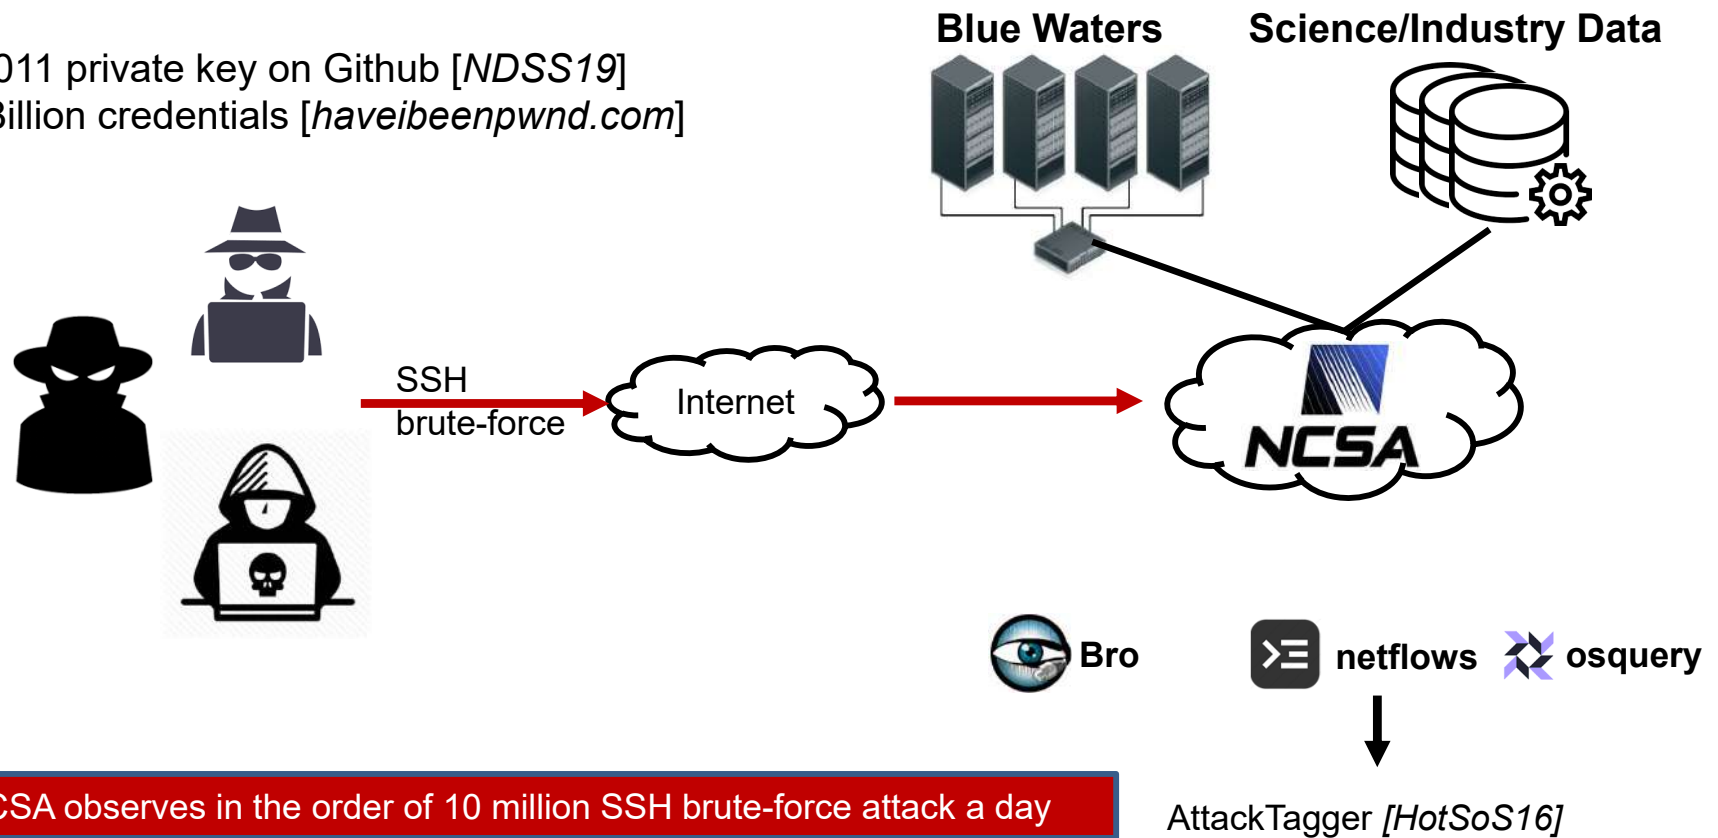 Blue Waters
Science/Industry Data
011 private key on Github [NDSS19]
Billion credentials [haveibeenpwnd.com]
SSH
brute-force
Internet
NCSA
Bro
netflows
osquery
CSA observes in the order of 10 million SSH brute-force attack a day
AttackTagger [HotSoS16]